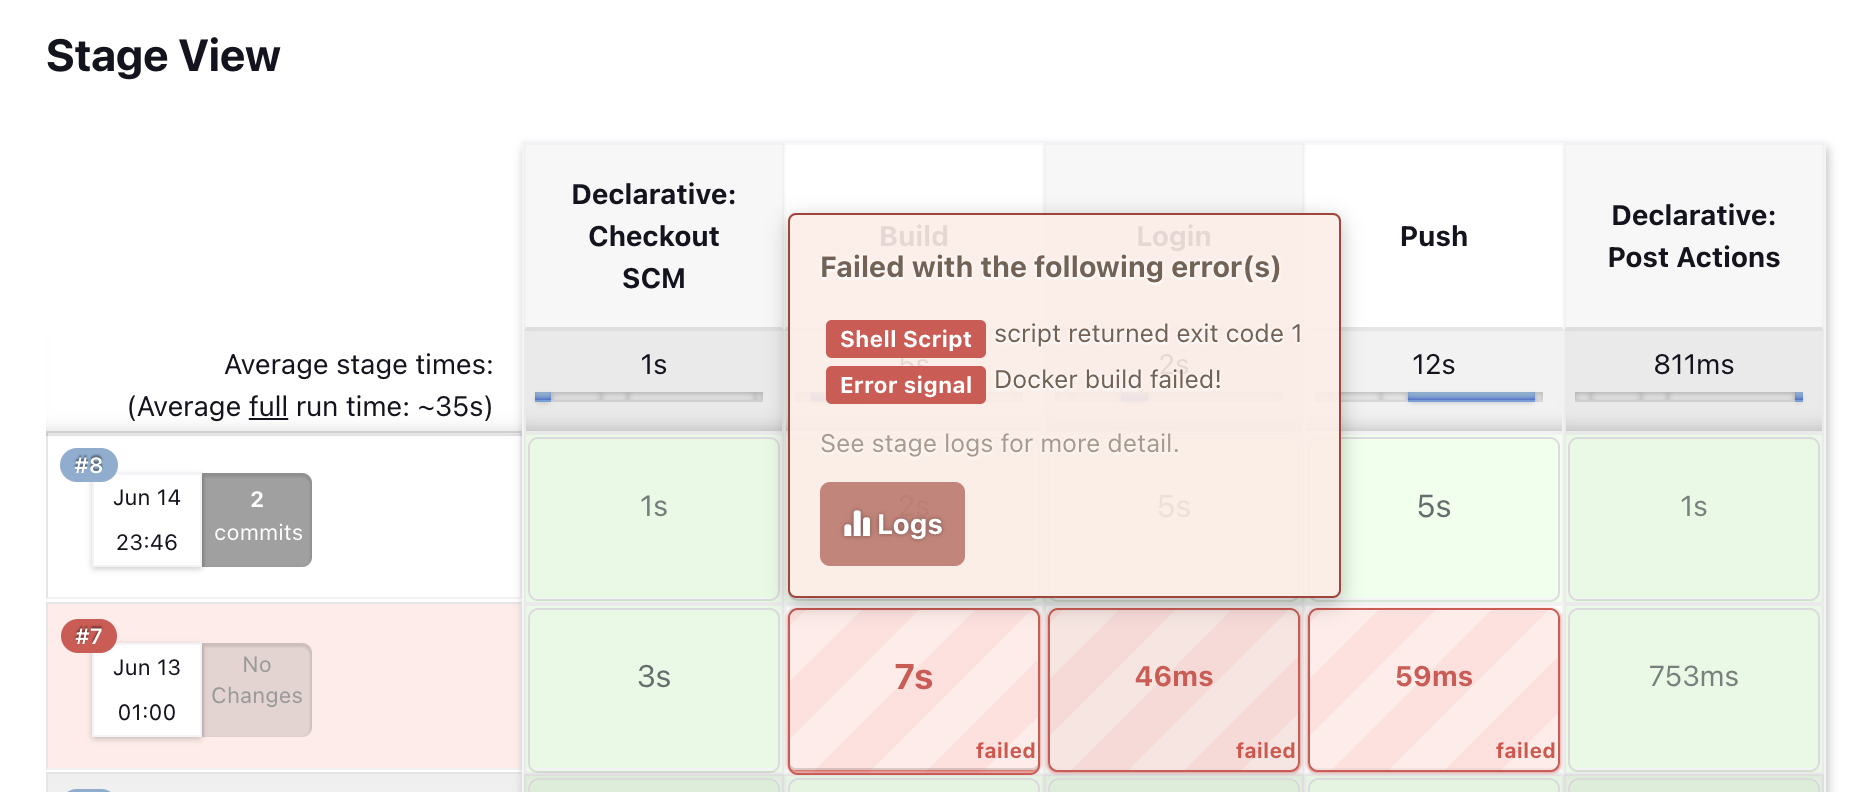 Stage View
Declarative:
Checkout
SCM
Build
Login
Push
Declarative:
Post Actions
Failed with the following error(s)
Shell Script script returned exit code 1
Error signal Docker build failed!
See stage logs for more detail.
Logs
Average stage times:
(Average full run time: ~35s)
1s
2s
12s
811ms
#8
Jun 14
23:46
2
commits
1s
2s
5s
5s
1s
#7
Jun 13
01:00
No
Changes
3s
7s
failed
46ms
failed
59ms
failed
753ms